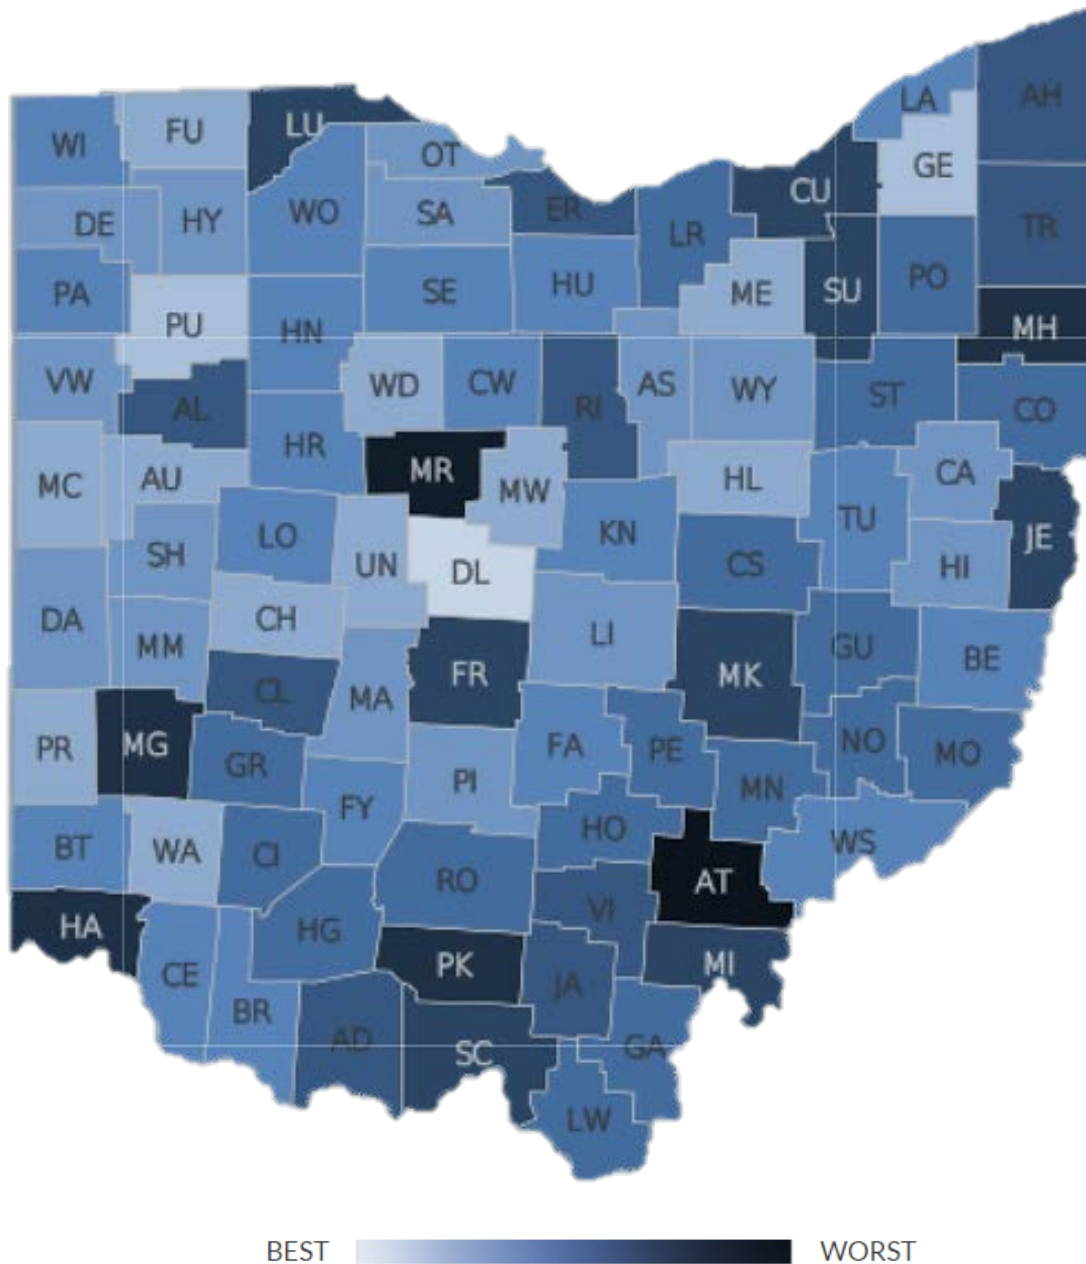 AH
LA
FU
LU
WI
OT
GE
CU
WO
SA
ER
HY
DE
LR
TR
PO
SE
HU
ME
SU
PA
PU
HN
MH
VW
WD
CW
AS
WY
ST
AL
RI
CO
HR
MR
MC
AU
MW
HL
CA
TU
LO
KN
JE
SH
UN
DL
CS
HI
DA
CH
LI
MM
GU
BE
FR
MK
CL
MA
PR
MG
FA
PE
NO
MO
GR
PI
MN
FY
HO
BT
WA
CI
WS
RO
AT
VI
HA
HG
PK
MI
CE
JA
BR
AD
SC
GA
LW
BEST WORST